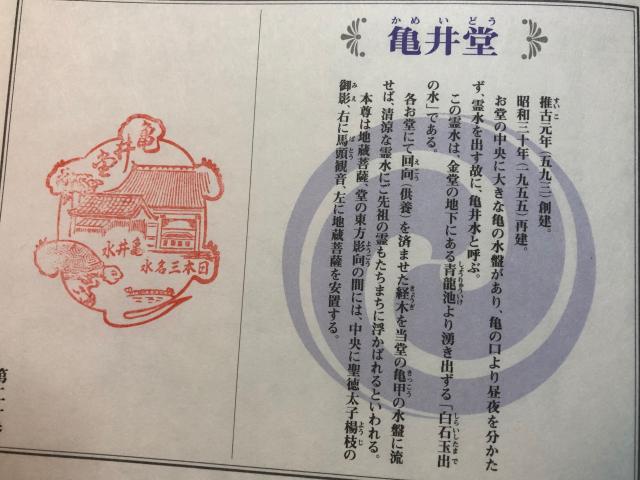 かめいどう
亀井堂
推古元年(五九三)創建。
昭和三十年(一九五五)再建。
お堂の中央に大きな亀の水盤があり、亀の口より昼夜を分かた
ず、霊水を出す故に、亀井水と呼ぶ。
この霊水は、金堂の地下にある青龍池より湧き出ずる「白石玉出
の水」である。
各お堂にて回向(供養)を済ませた経木を当堂の亀甲の水盤に流
せば、清涼な霊水にご先祖の霊もたちまちに浮かばれるといわれる。
本尊は地蔵菩薩、堂の東方影向の間には、中央に聖徳太子楊枝の
御影、右に馬頭観音、左に地蔵菩薩を安置する。
亀井堂
亀井水
日本三名水